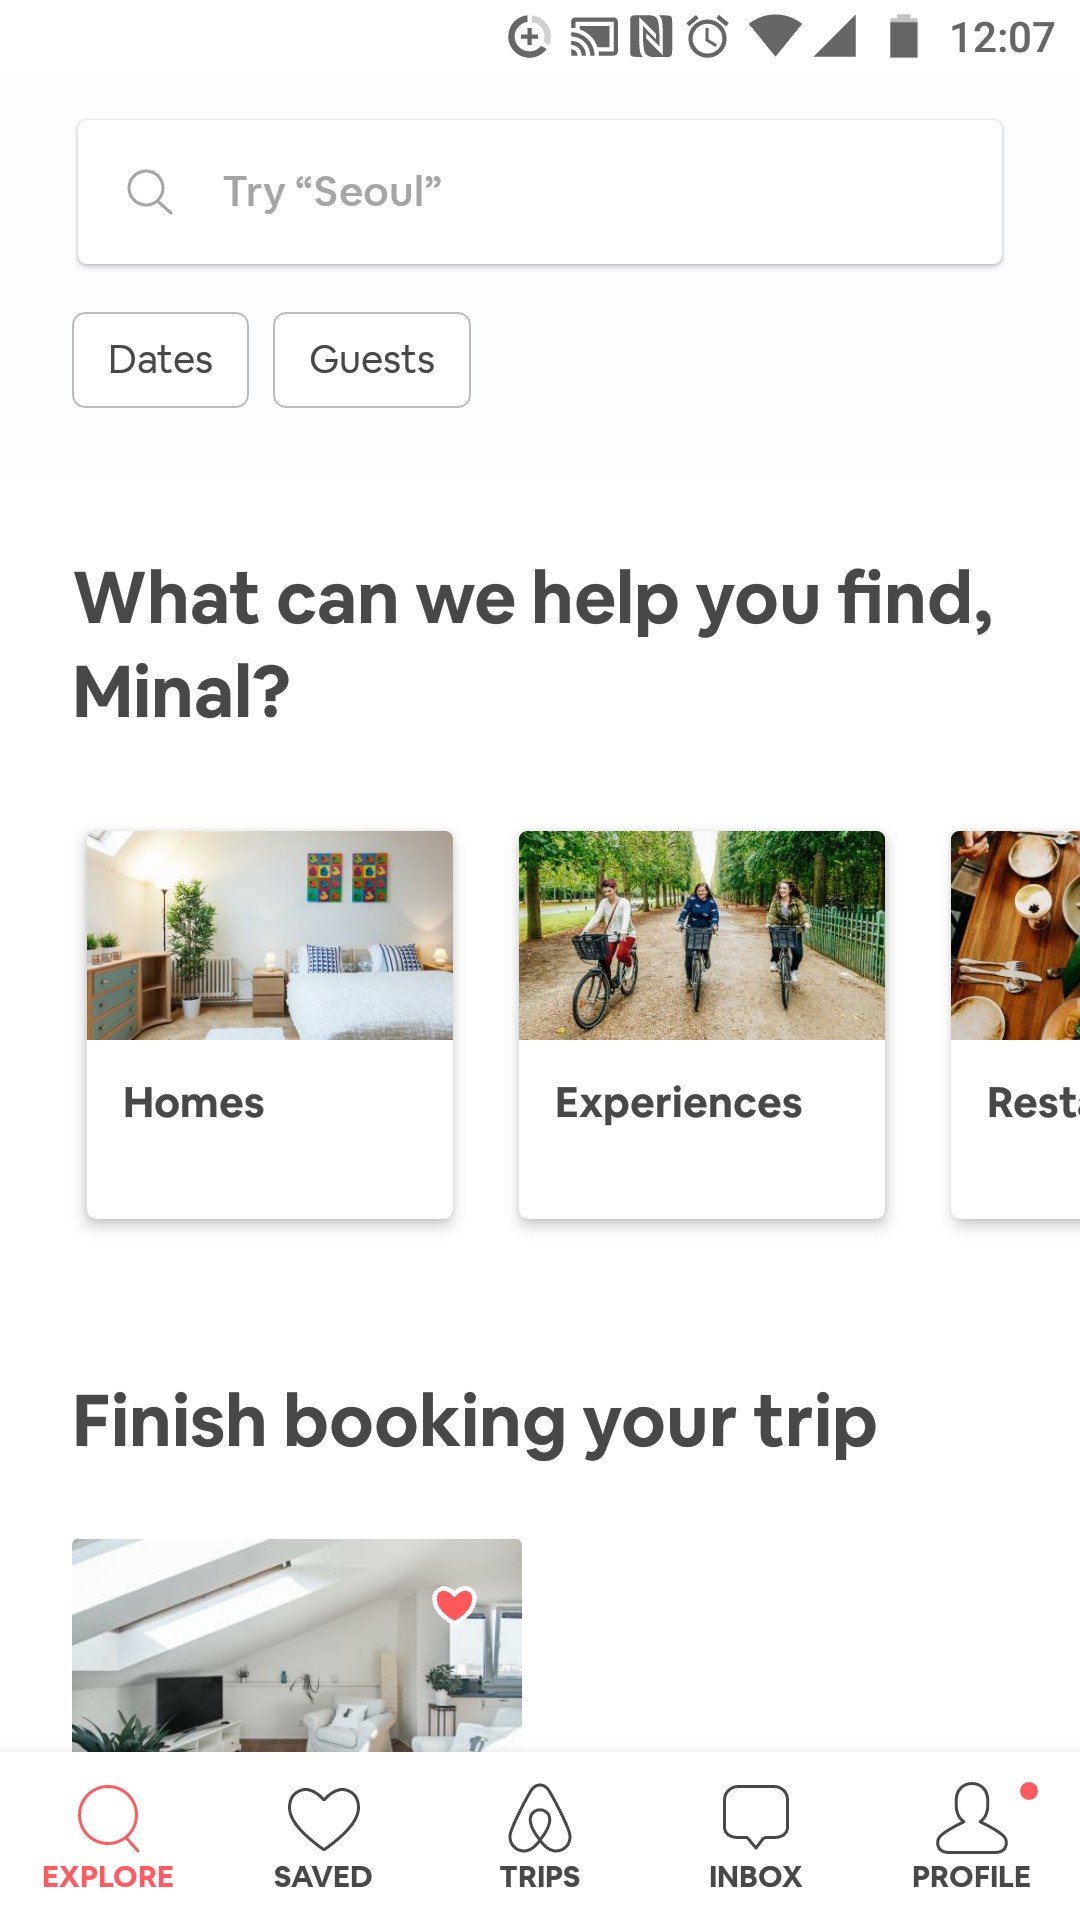 12:07
Try “Seoul”
Dates Guests
What can we help you find,
Minal?
Homes Experiences
Finish booking your trip
EXPLORE SAVED TRIPS INBOX PROFILE